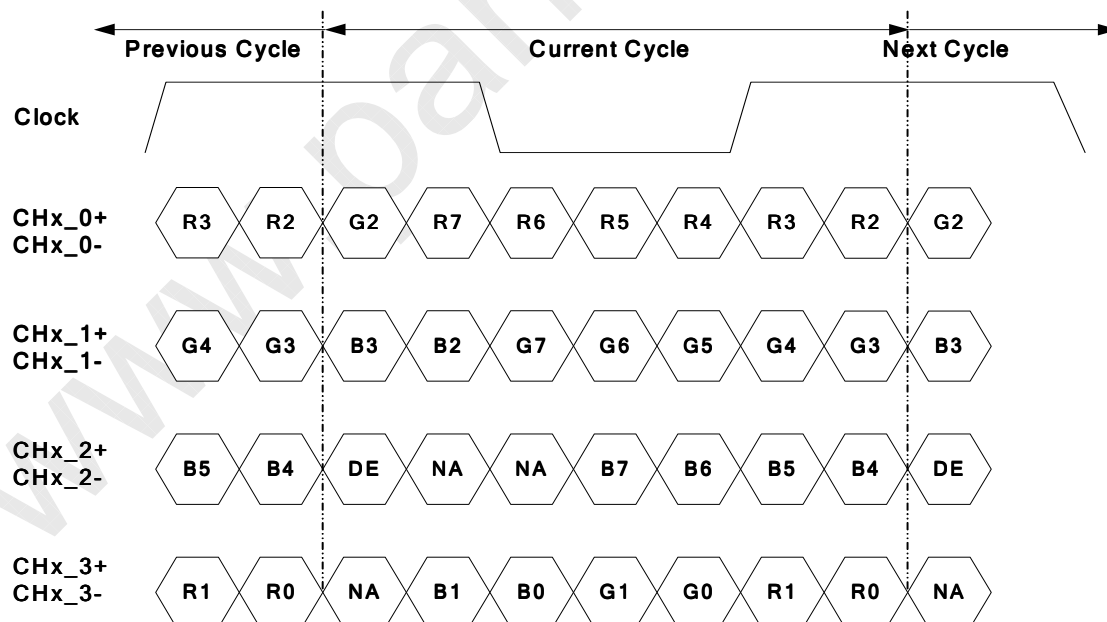 Previous Cycle Current Cycle Next Cycle
Clock
CHx_0+
CHx_0-
R3 R2 G2 R7 R6 R5 R4 R3 R2 G2
CHx_1+
CHx_1-
G4 G3 B3 B2 G7 G6 G5 G4 G3 B3
CHx_2+
CHx_2-
B5 B4 DE NA NA B7 B6 B5 B4 DE
CHx_3+
CHx_3-
R1 R0 NA B1 B0 G1 G0 R1 R0 NA